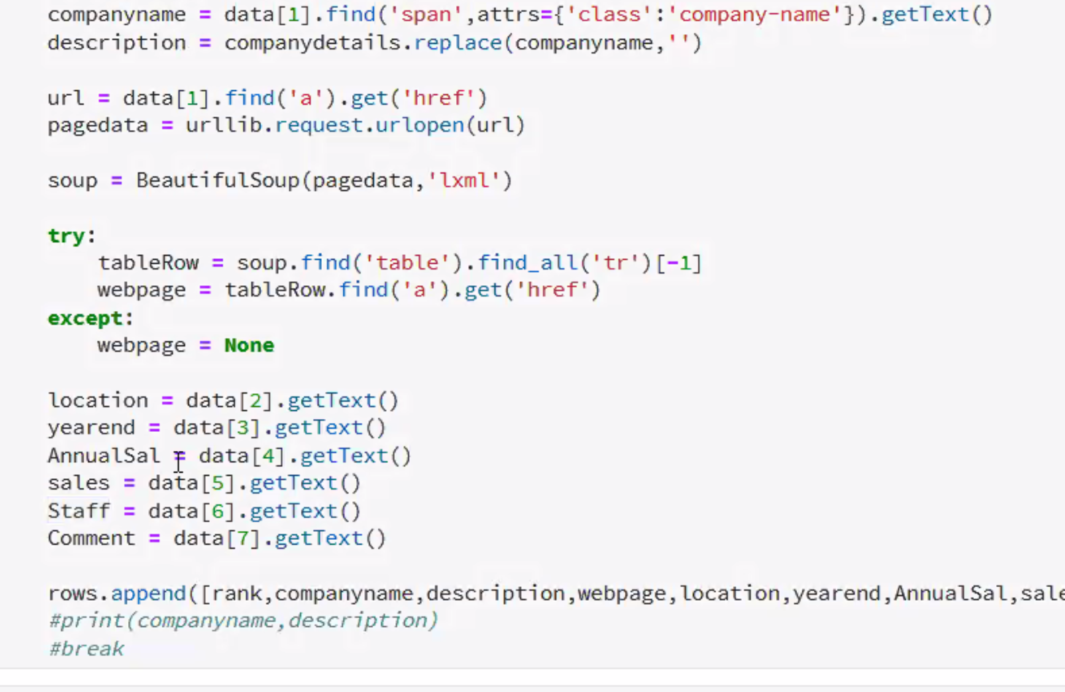 companyname = data[1].find('span',attrs={'class':'company-name'}).getText()
description = companydetails.replace(companyname,'')
url = data[1].find('a').get('href')
pagedata = urllib.request.urlopen(url)
soup = BeautifulSoup(pagedata,'lxml')
try:
    tableRow = soup.find('table').find_all('tr')[-1]
    webpage = tableRow.find('a').get('href')
except:
    webpage = None
location = data[2].getText()
yearend = data[3].getText()
AnnualSal = data[4].getText()
sales = data[5].getText()
Staff = data[6].getText()
Comment = data[7].getText()
rows.append([rank,companyname,description,webpage,location,yearend,AnnualSal,sale
#print(companyname,description)
#break